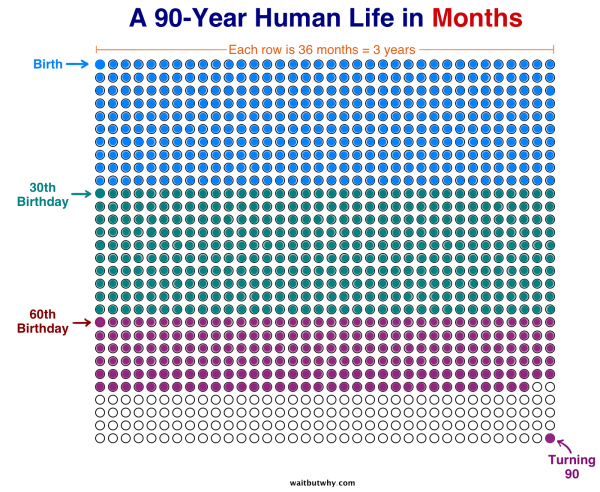 A 90-Year Human Life in Months
Each row is 36 months = 3 years
Birth
30th
Birthday
60th
Birthday
Turning
90
waitbutwhy.com